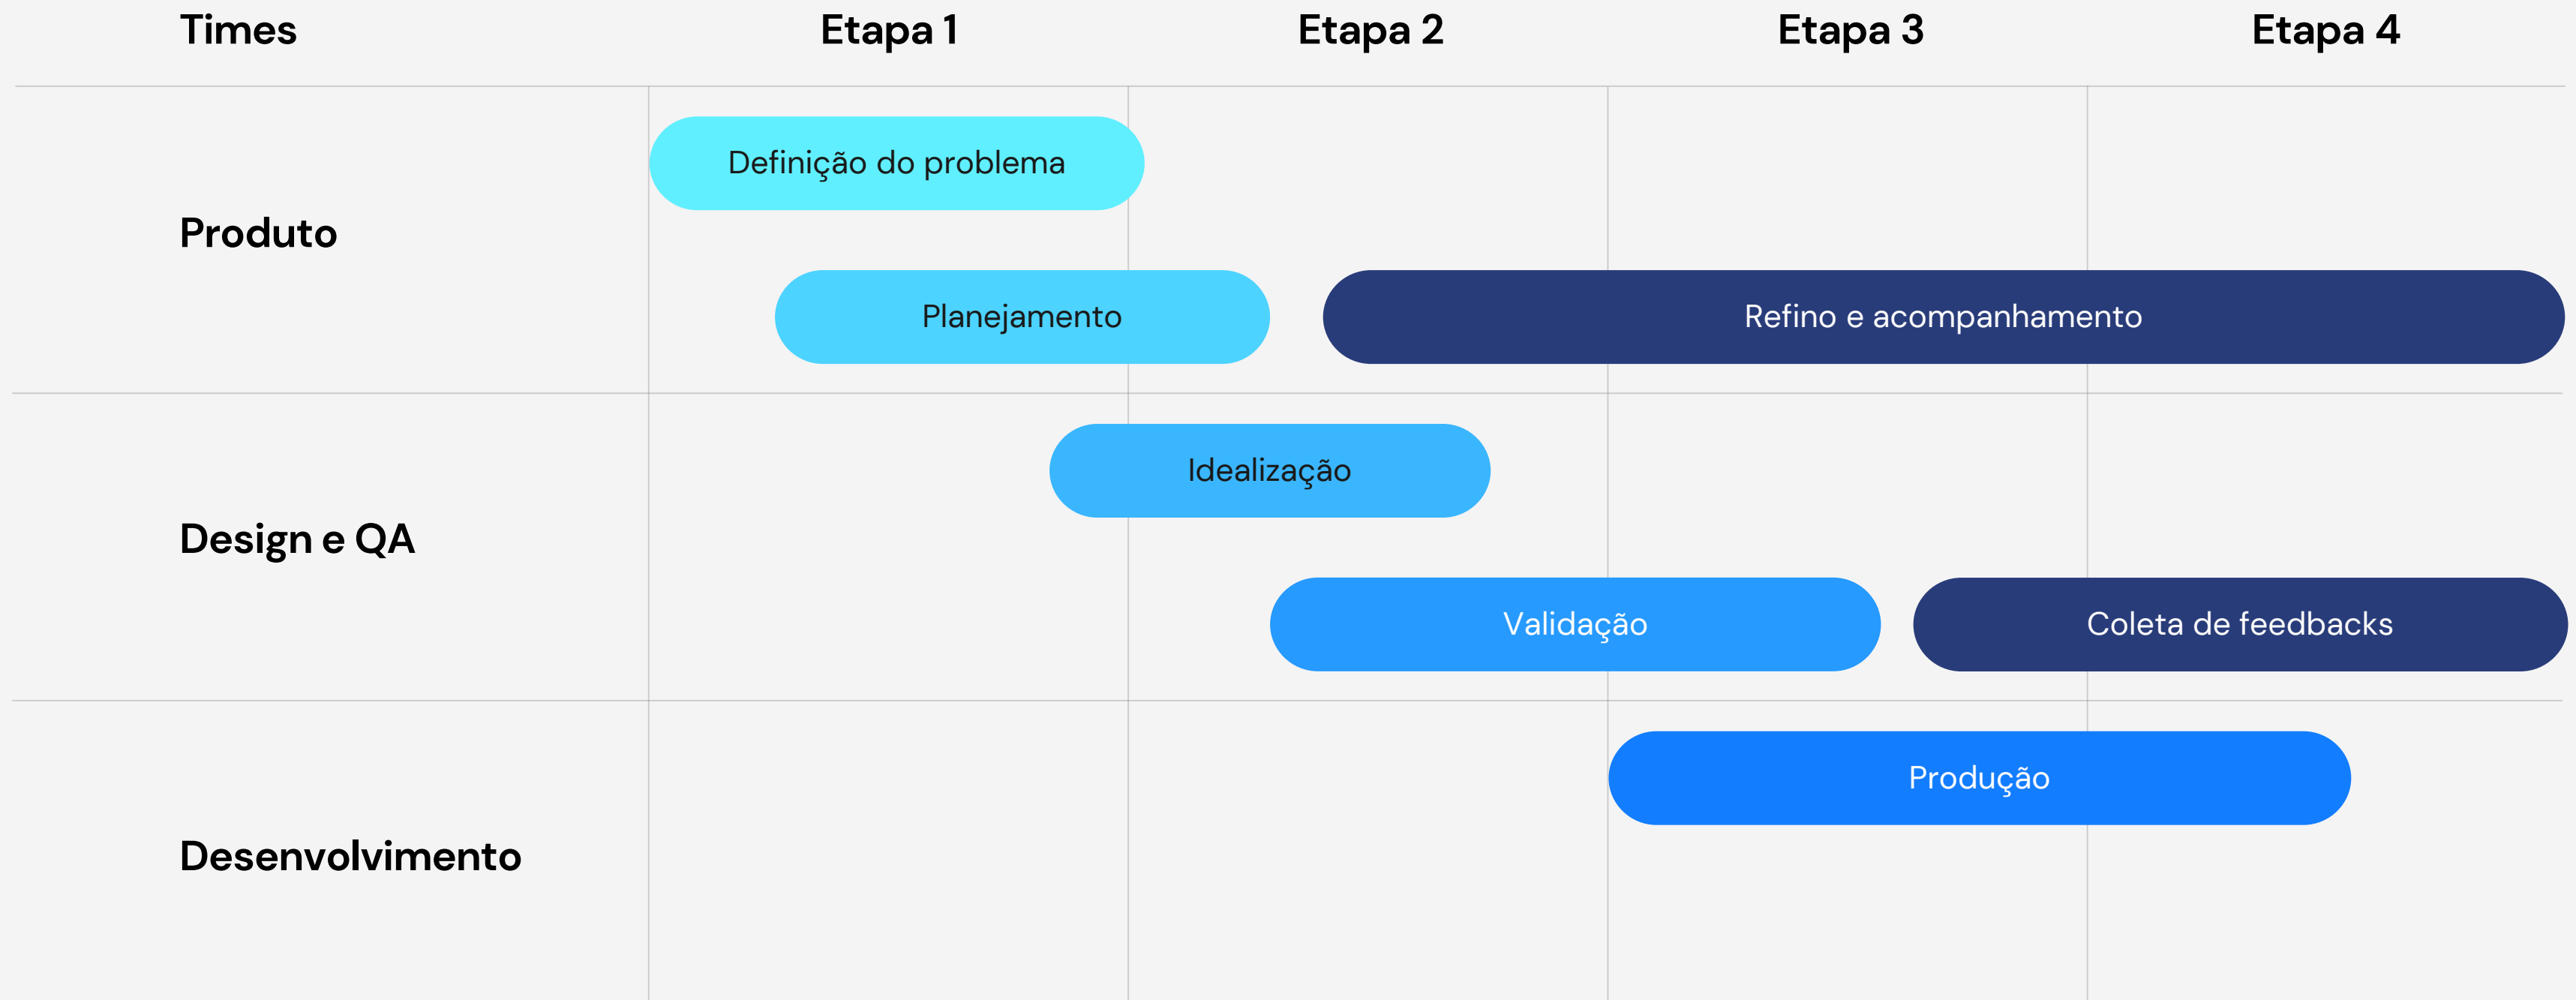 Times
Etapa 1
Etapa 2
Etapa 3
Etapa 4
Definição do problema
Produto
Planejamento
Refino e acompanhamento
Idealização
Design e QA
Validação
Coleta de feedbacks
Produção
Desenvolvimento